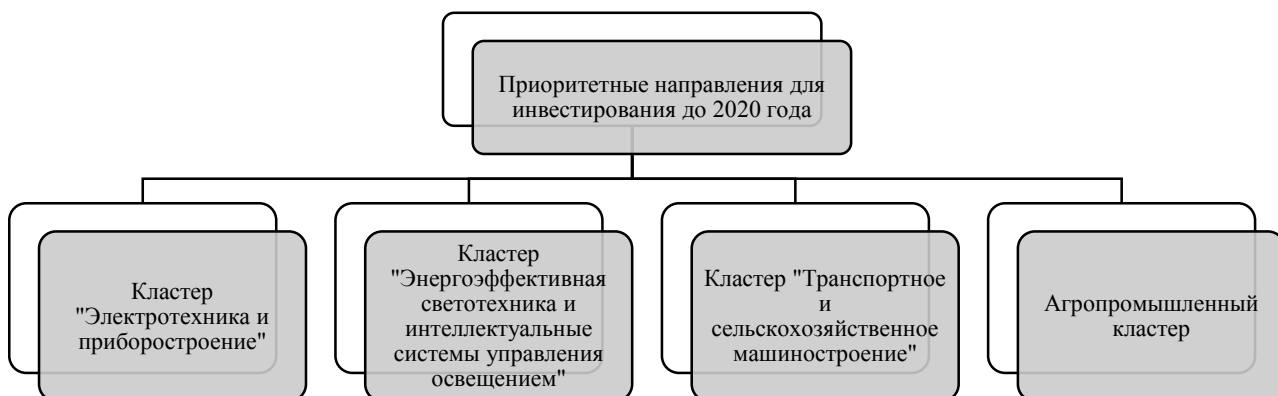 Приоритетные направления для
инвестирования до 2020 года
Кластер
"Электротехника и
приборостроение"
Кластер
"Энергоэффективная
светотехника и
интеллектуальные
системы управления
освещением"
Кластер "Транспортное
и
сельскохозяйственное
машиностроение"
Агропромышленный
кластер